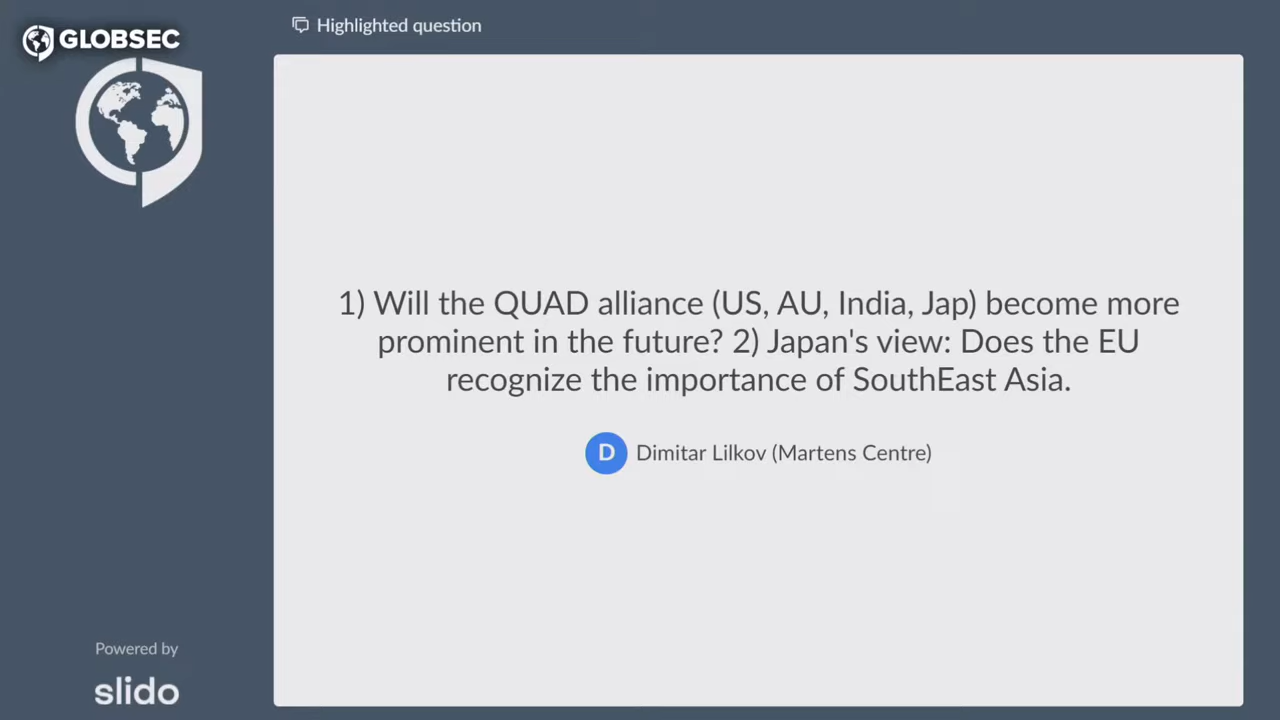 GLOBSEC
Highlighted question
1) Will the QUAD alliance (US, AU, India, Jap) become more
prominent in the future? 2) Japan's view: Does the EU
recognize the importance of SouthEast Asia.
D Dimitar Lilkov (Martens Centre)
Powered by
slido